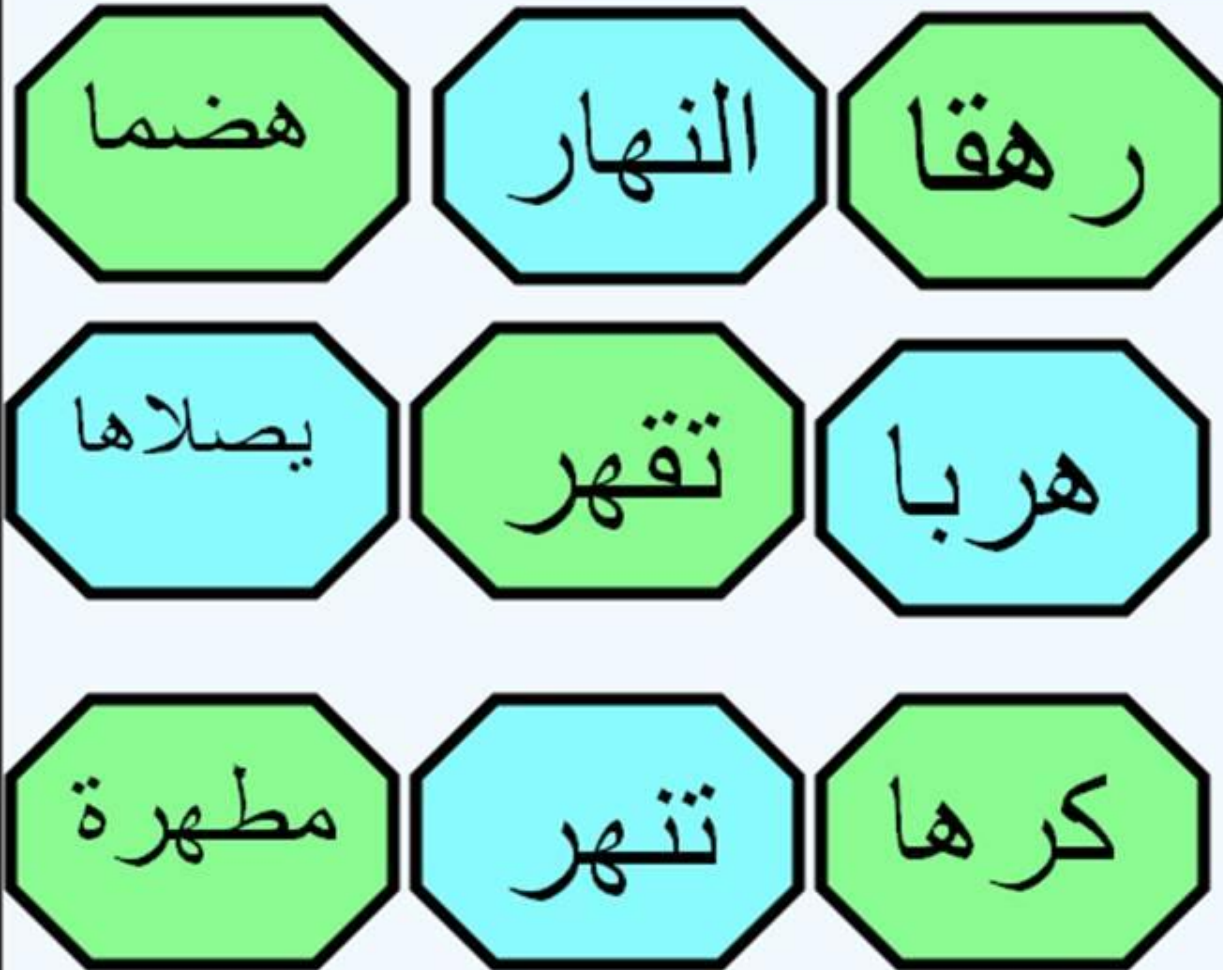 رهقا
النهار
هضما
هربا
تقهر
يصلاها
كرها
تنهر
مطهرة